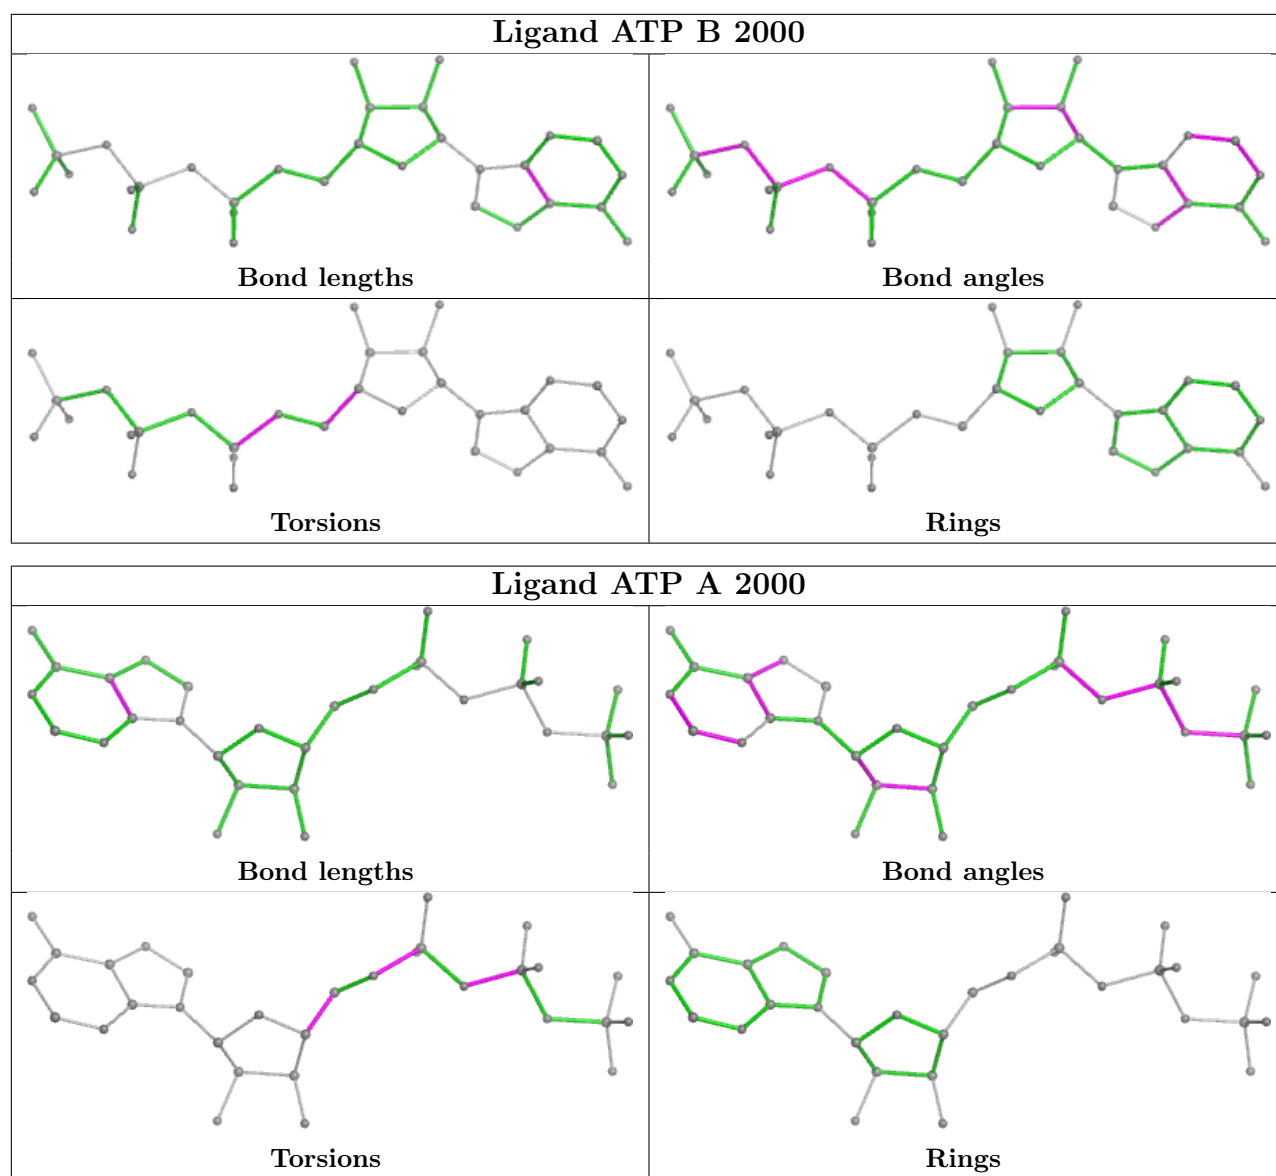 Ligand ATP B 2000
Bond lengths
Bond angles
Torsions
Rings
Ligand ATP A 2000
Bond lengths
Bond angles
Torsions
Rings